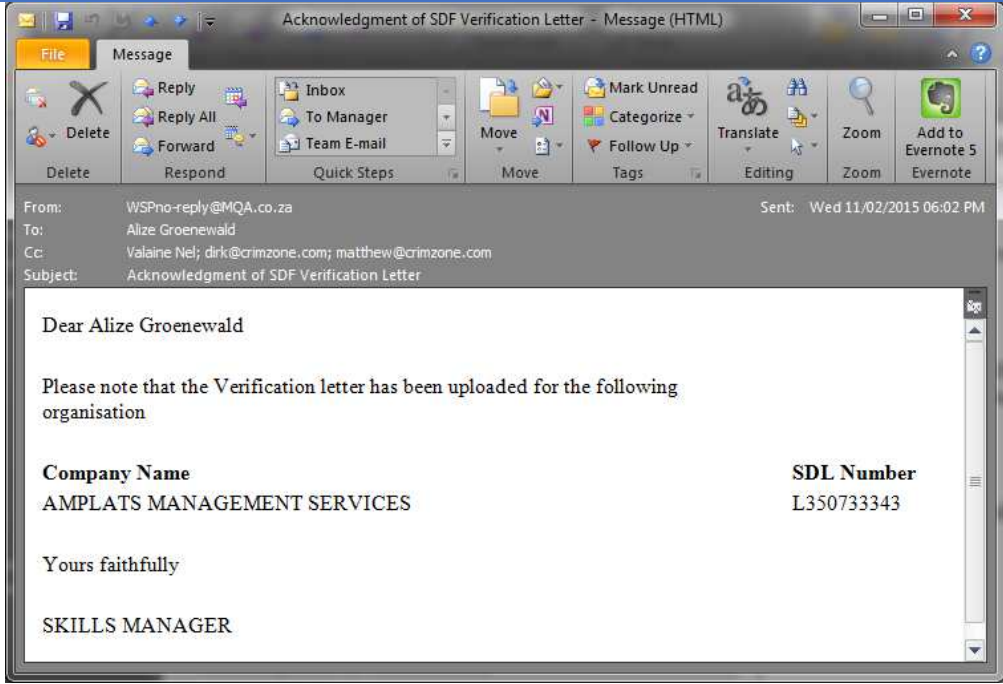 Acknowledgment of SDF Verification Letter - Message (HTML)
File
Message
Delete
Reply
Reply All
Forward
Inbox
To Manager
Team E-mail
Move
Mark Unread
Categorize
Follow Up
Translate
Zoom
Add to
Evernote 5
Delete
Respond
Quick Steps
Move
Tags
Editing
Zoom
Evernote
From: WSPno-reply@MQA.co.za Sent: Wed 11/02/2015 06:02 PM
To: Alize Groenewald
Cc: Valaine Nel; dirk@crimzone.com; matthew@crimzone.com
Subject: Acknowledgment of SDF Verification Letter
Dear Alize Groenewald
Please note that the Verification letter has been uploaded for the following
organisation
Company Name SDL Number
AMPLATS MANAGEMENT SERVICES L350733343
Yours faithfully
SKILLS MANAGER